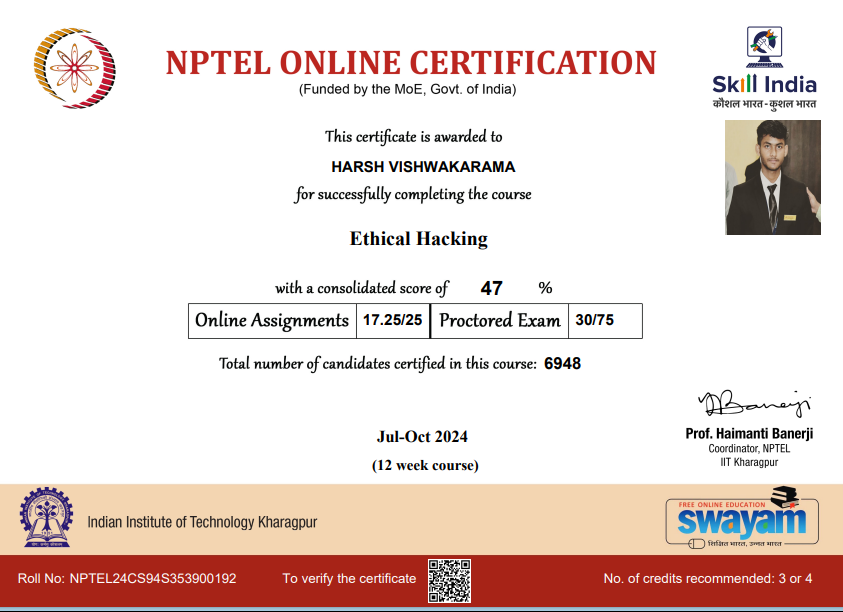 NPTEL ONLINE CERTIFICATION
(Funded by the MoE, Govt. of India)
Skill India
कौशल भारत - कुशल भारत
This certificate is awarded to
HARSH VISHWAKARAMA
for successfully completing the course
Ethical Hacking
with a consolidated score of 47 %
Online Assignments 17.25/25 Proctored Exam 30/75
Total number of candidates certified in this course: 6948
Jul-Oct 2024
(12 week course)
Prof. Haimanti Banerji
Coordinator, NPTEL
IIT Kharagpur
Indian Institute of Technology Kharagpur
FREE ONLINE EDUCATION
swayam
शिक्षित भारत, उन्नत भारत
Roll No: NPTEL24CS94S353900192
To verify the certificate
No. of credits recommended: 3 or 4